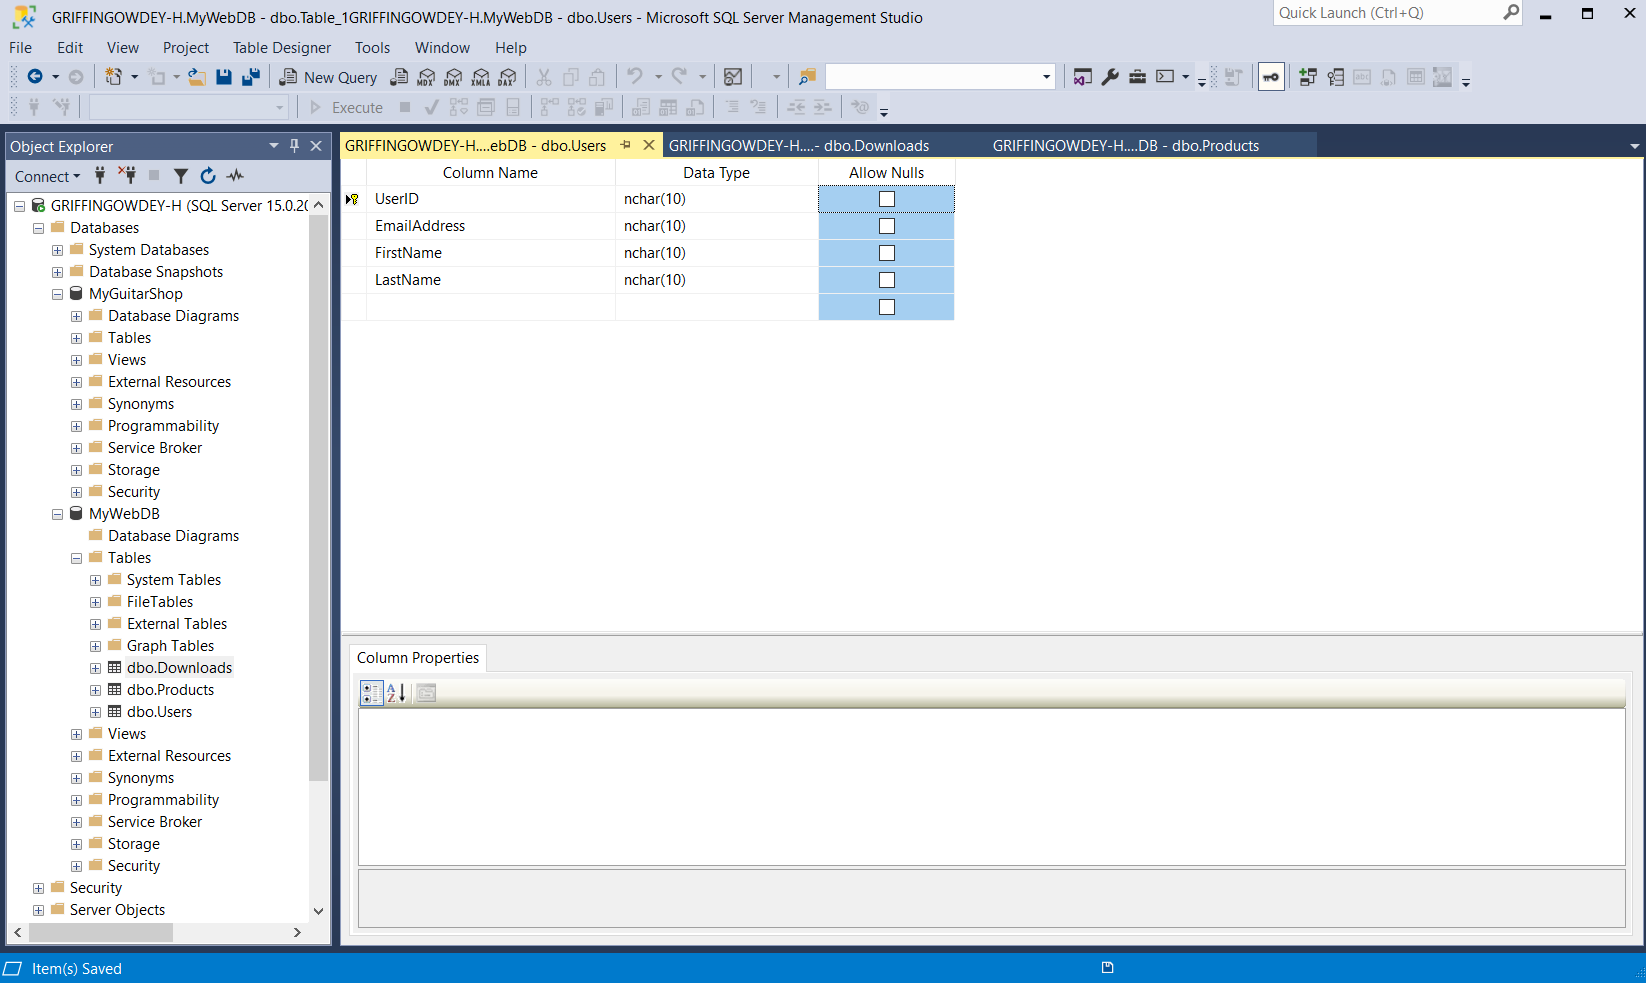 GRIFFINGOWDEY-H.MyWebDB - dbo.Table_1GRIFFINGOWDEY-H.MyWebDB - dbo.Users - Microsoft SQL Server Management Studio
Quick Launch (Ctrl+Q)
File Edit View Project Table Designer Tools Window Help
New Query MDX DMX XMLA DAX
Execute
Object Explorer
Connect
GRIFFINGOWDEY-H (SQL Server 15.0.20
Databases
System Databases
Database Snapshots
MyGuitarShop
Database Diagrams
Tables
Views
External Resources
Synonyms
Programmability
Service Broker
Storage
Security
MyWebDB
Database Diagrams
Tables
System Tables
FileTables
External Tables
Graph Tables
dbo.Downloads
dbo.Products
dbo.Users
Views
External Resources
Synonyms
Programmability
Service Broker
Storage
Security
Security
Server Objects
GRIFFINGOWDEY-H....ebDB - dbo.Users
GRIFFINGOWDEY-H....- dbo.Downloads
GRIFFINGOWDEY-H....DB - dbo.Products
Column Name Data Type Allow Nulls
UserID nchar(10)
EmailAddress nchar(10)
FirstName nchar(10)
LastName nchar(10)
Column Properties
Item(s) Saved